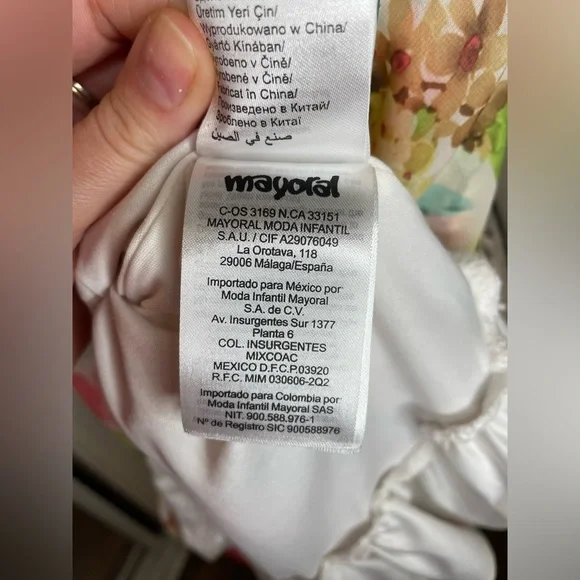 Üretim Yeri Çin/
Wyprodukowano w China/
Gyártó Kínában/
Vyrobeno v Číně/
Vyrobené v Číne/
Fabricat în China/
Произведено в Китай/
Зроблено в Китаї
صنع في الصين
mayoral
C-OS 3169 N.CA 33151
MAYORAL MODA INFANTIL
S.A.U. / CIF A29076049
La Orotava, 118
29006 Málaga/España
Importado para México por
Moda Infantil Mayoral
S.A. de C.V.
Av. Insurgentes Sur 1377
Planta 6
COL. INSURGENTES
MIXCOAC
MEXICO D.F.C.P.03920
R.F.C. MIM 030606-2Q2
Importado para Colombia por
Moda Infantil Mayoral SAS
NIT. 900.588.976-1
Nº de Registro SIC 900588976